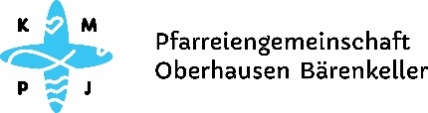 K M
P J
Pfarreiengemeinschaft
Oberhausen Bärenkeller